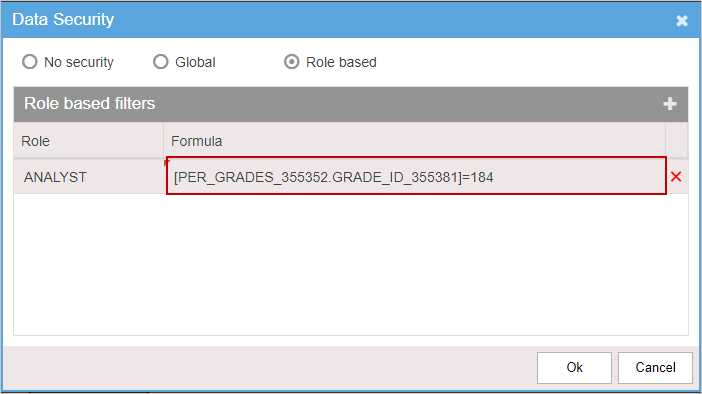 Data Security
No security Global Role based
Role based filters
Role Formula
ANALYST [PER_GRADES_355352.GRADE_ID_355381]=184
Ok Cancel